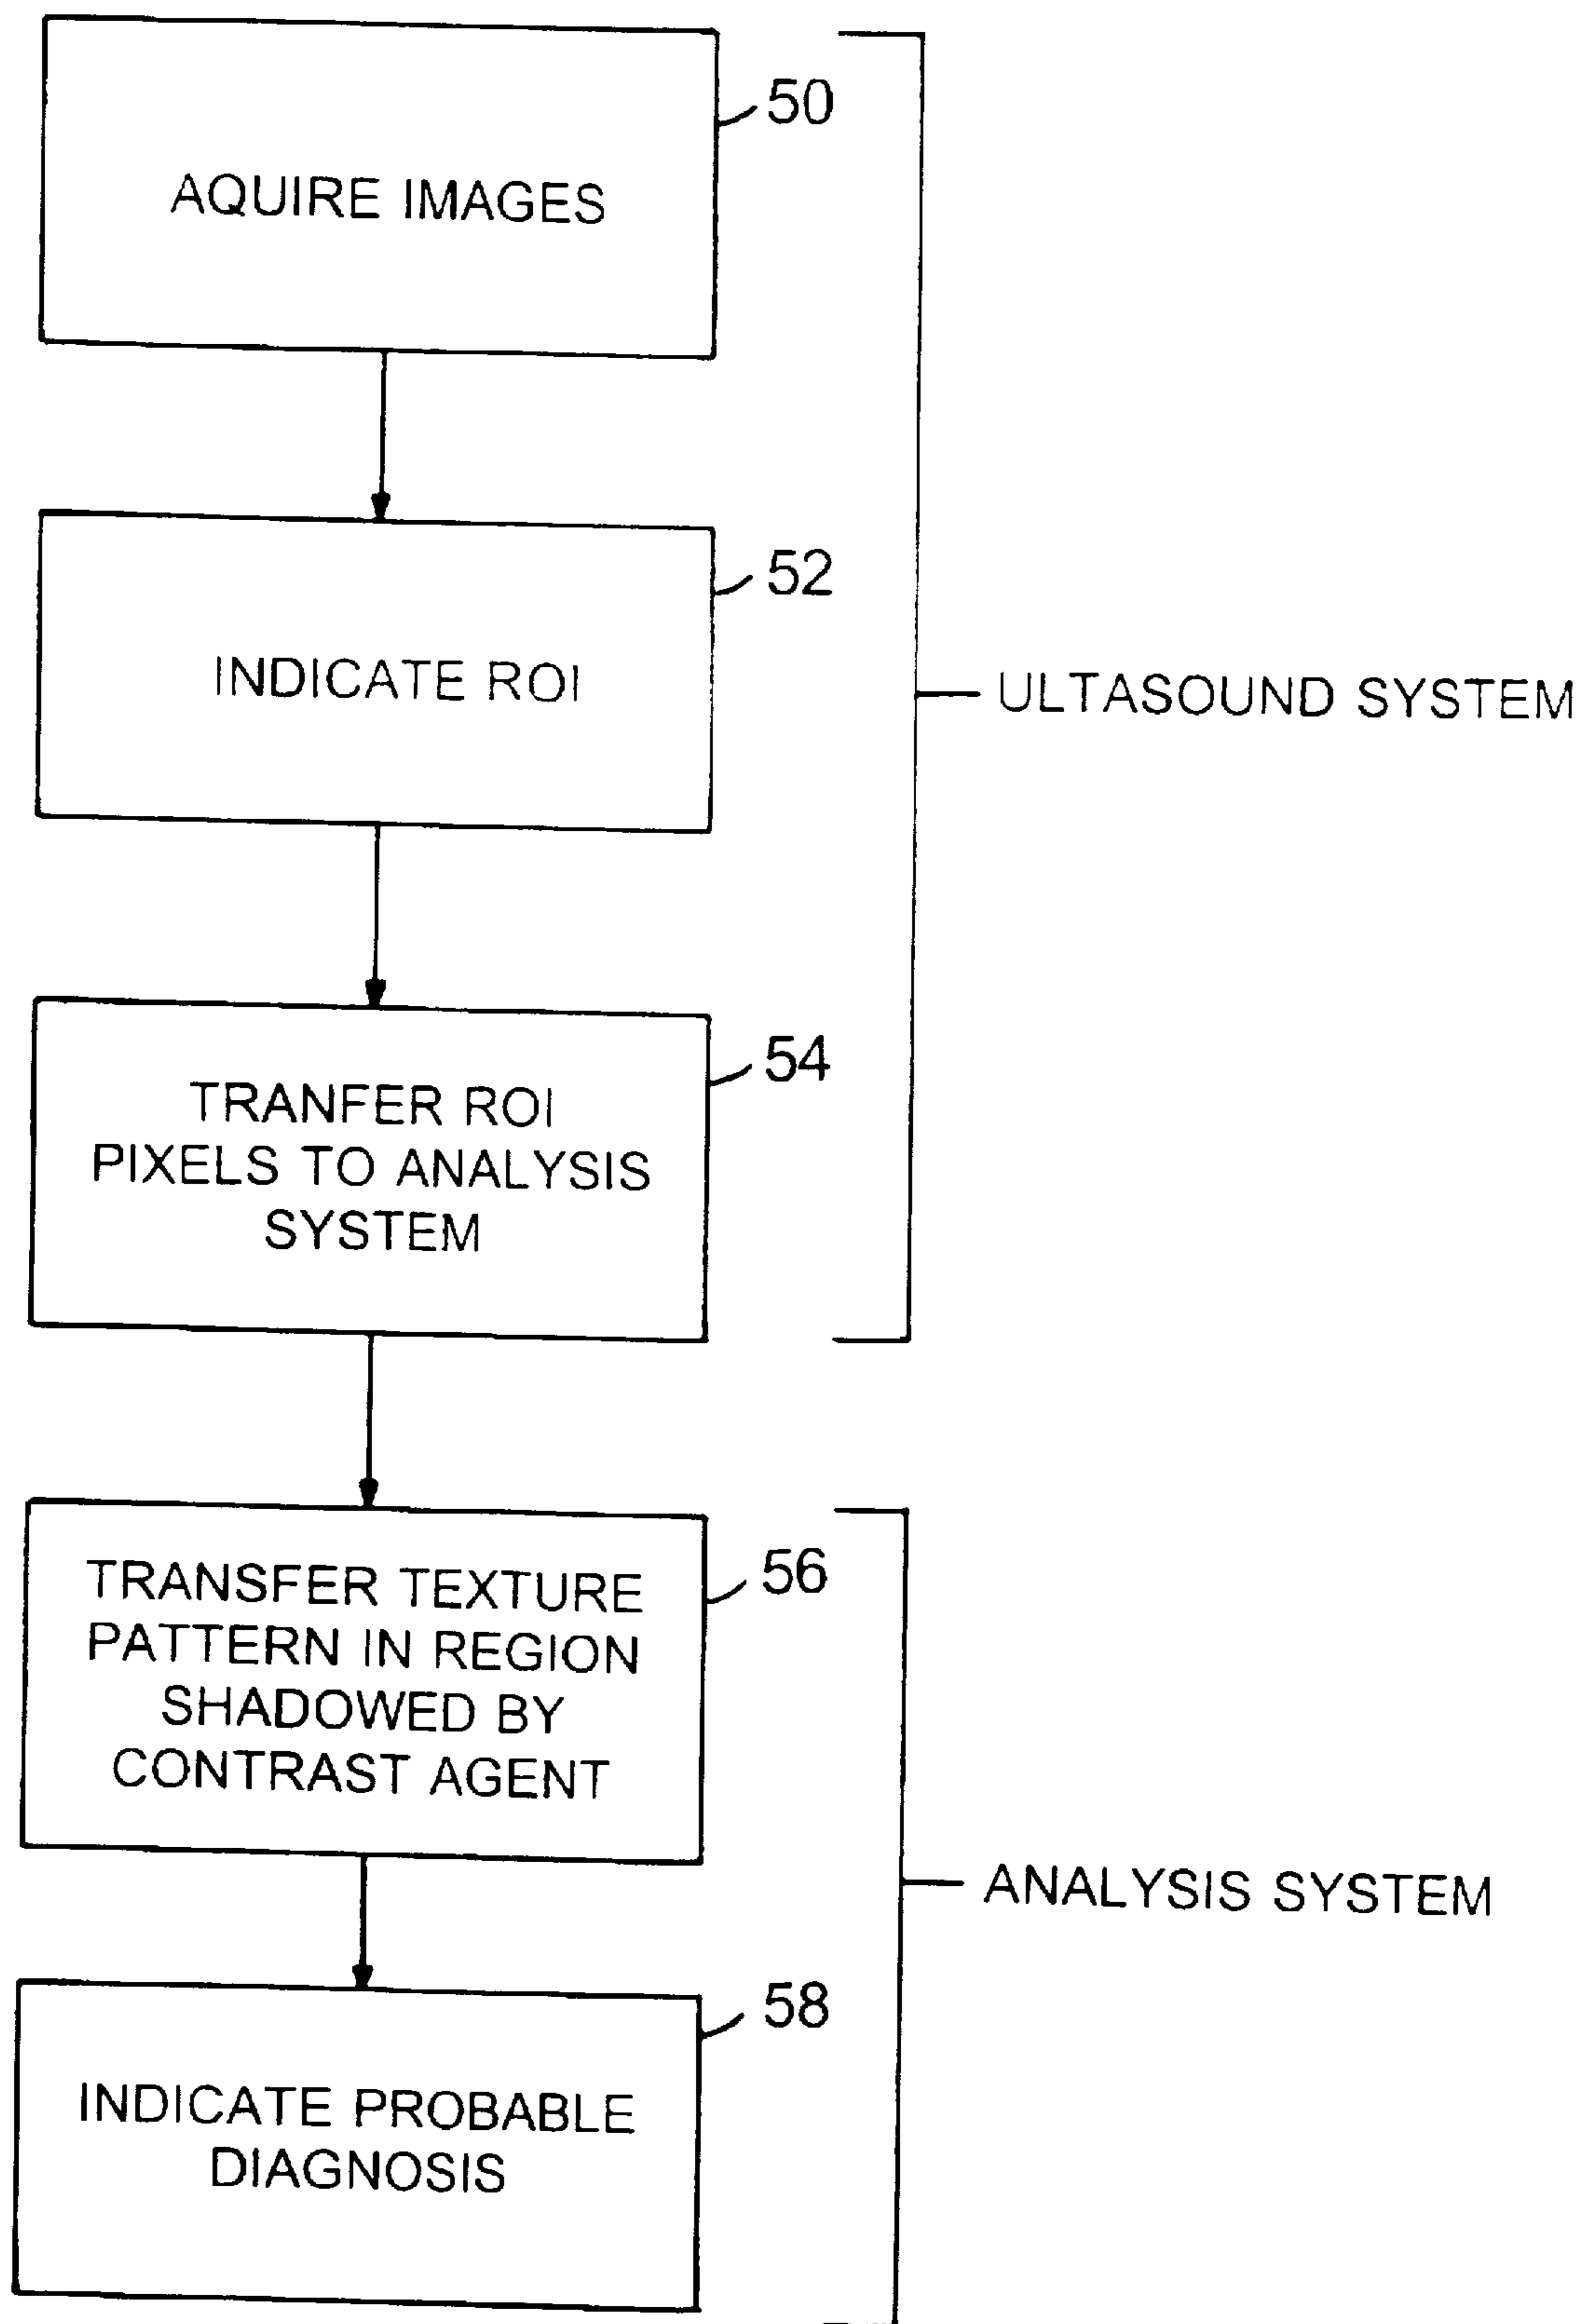 50
AQUIRE IMAGES
52
INDICATE ROI
ULTASOUND SYSTEM
54
TRANFER ROI
PIXELS TO ANALYSIS
SYSTEM
56
TRANSFER TEXTURE
PATTERN IN REGION
SHADOWED BY
CONTRAST AGENT
ANALYSIS SYSTEM
58
INDICATE PROBABLE
DIAGNOSIS